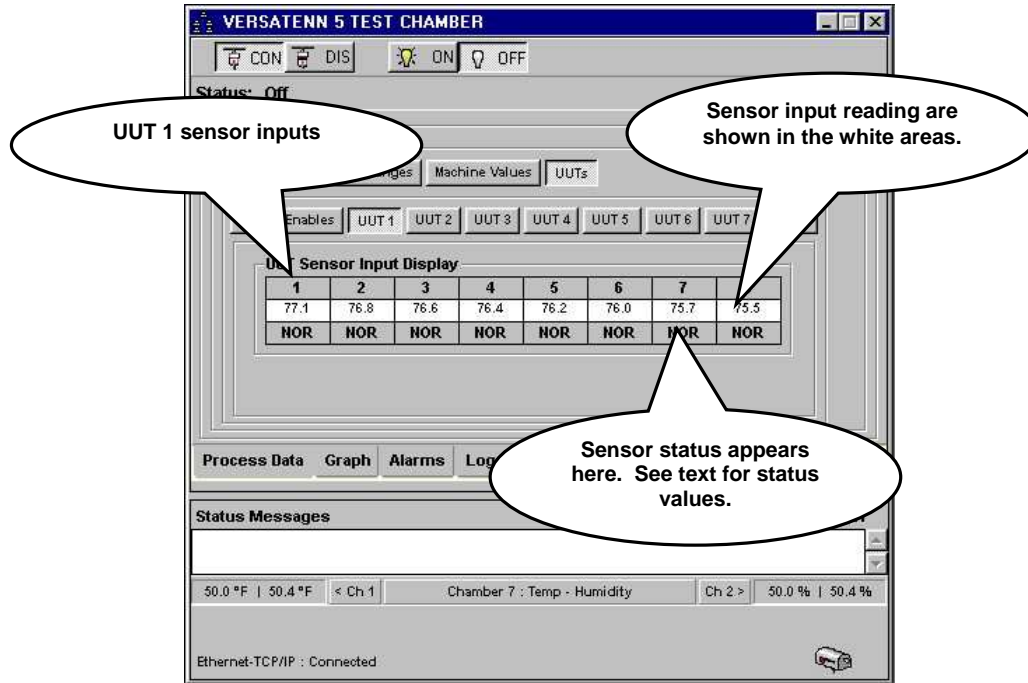 VERSATENN 5 TEST CHAMBER
CON DIS ON OFF
Status: Off
UUT 1 sensor inputs
Sensor input reading are
shown in the white areas.
Machine Values UUTs
Enables UUT 1 UUT 2 UUT 3 UUT 4 UUT 5 UUT 6 UUT 7
UUT Sensor Input Display
1 2 3 4 5 6 7
77.1 76.8 76.6 76.4 76.2 76.0 75.7 75.5
NOR NOR NOR NOR NOR NOR NOR NOR
Sensor status appears
here. See text for status
values.
Process Data Graph Alarms
Status Messages
50.0 °F | 50.4 °F < Ch 1 Chamber 7 : Temp - Humidity Ch 2 > 50.0 % | 50.4 %
Ethernet-TCP/IP : Connected